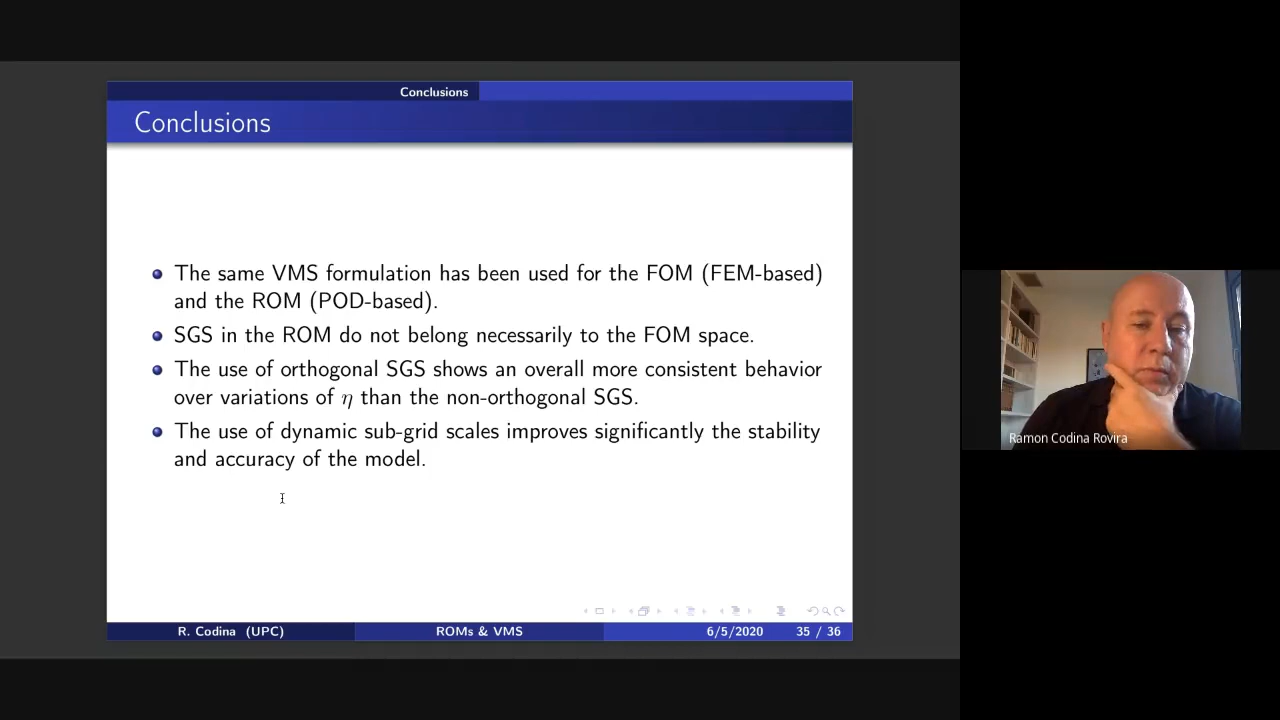 Conclusions
Conclusions
The same VMS formulation has been used for the FOM (FEM-based)
and the ROM (POD-based).
SGS in the ROM do not belong necessarily to the FOM space.
The use of orthogonal SGS shows an overall more consistent behavior
over variations of η than the non-orthogonal SGS.
The use of dynamic sub-grid scales improves significantly the stability
and accuracy of the model.
R. Codina (UPC)
ROMs & VMS
6/5/2020
35 / 36
Ramon Codina Rovira